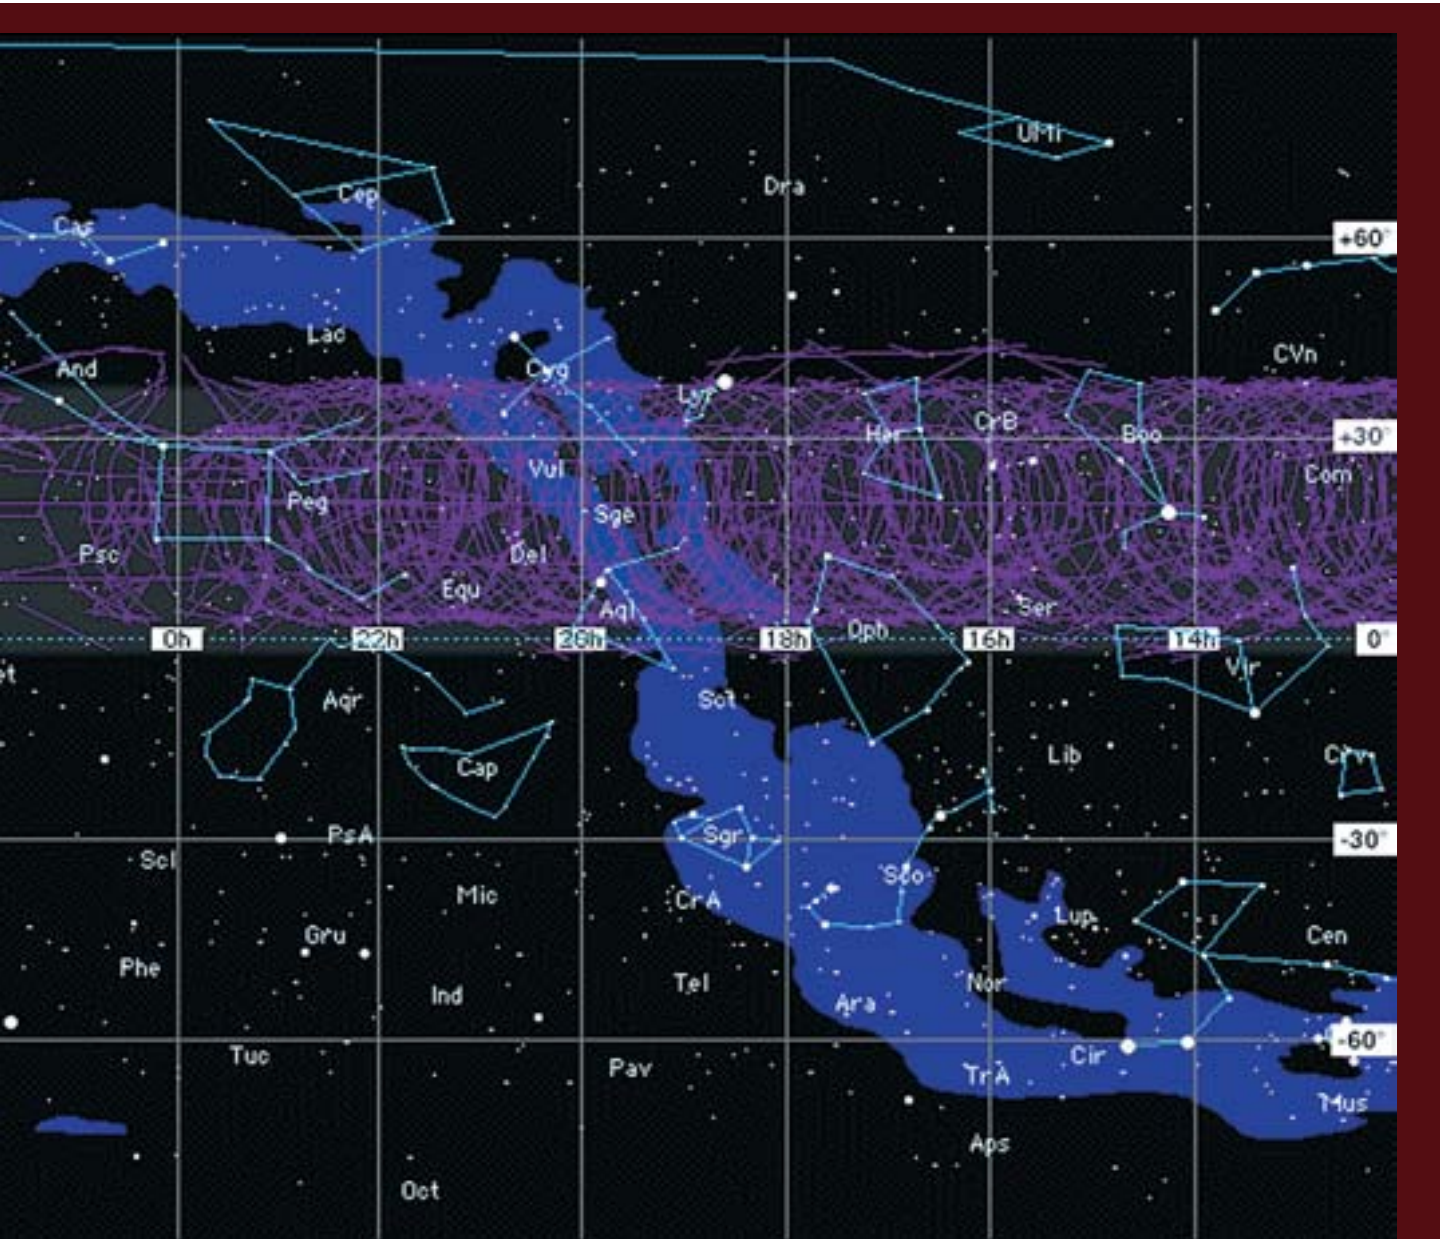 UMi
Dra
Cep
Cas
+60°
Lac
CVn
And
Cyg
Lyr
CrB
Her
Boo
+30°
Vul
Com
Peg
Sge
Psc
Del
Equ
Aql
Ser
Oph
0h
22h
20h
18h
16h
14h
0°
Vir
et
Aqr
Sct
Lib
Cap
Crv
PsA
Sgr
-30°
Scl
Sco
Mic
CrA
Lup
Gru
Cen
Phe
Tel
Nor
Ind
Ara
-60°
Tuc
Cir
Pav
TrA
Mus
Aps
Oct